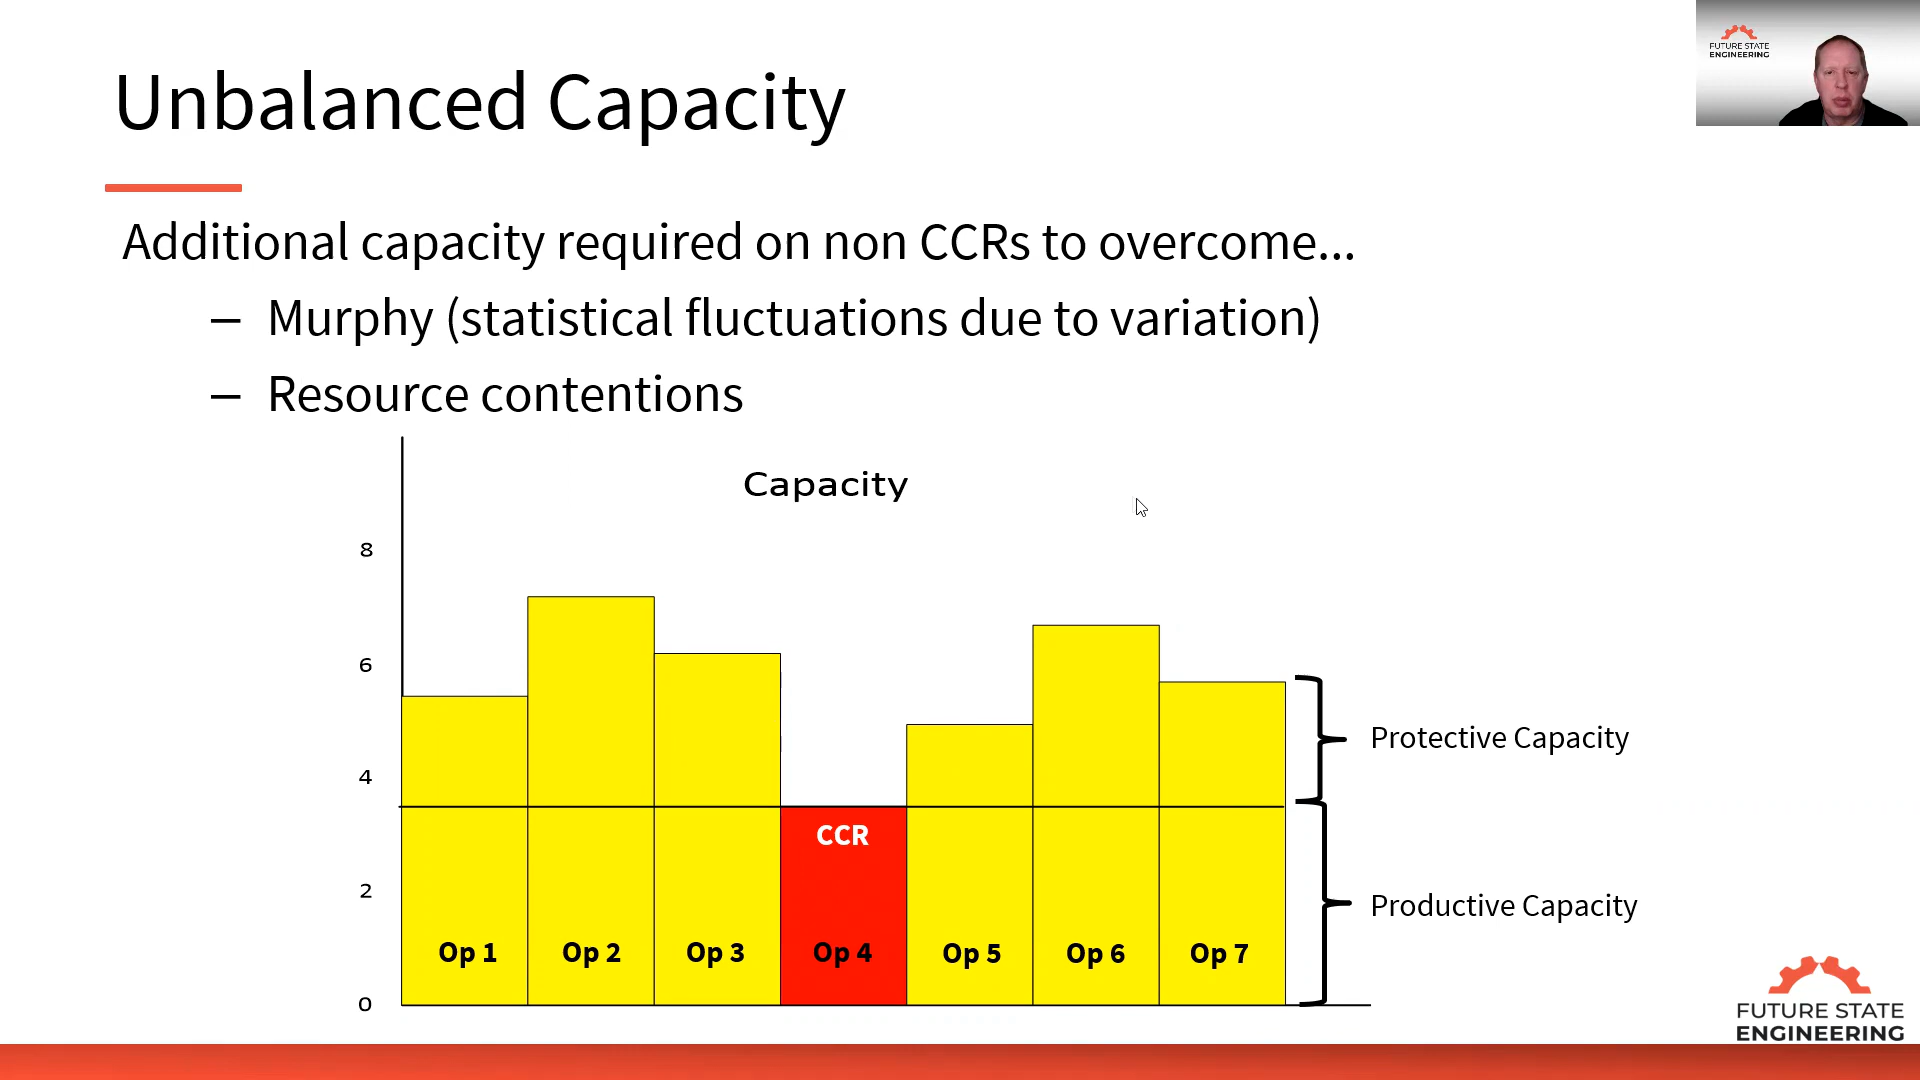 Unbalanced Capacity
FUTURE STATE
ENGINEERING
Additional capacity required on non CCRs to overcome...
– Murphy (statistical fluctuations due to variation)
– Resource contentions
Capacity
8
6
4
2
0
Protective Capacity
CCR
Productive Capacity
Op 1 Op 2 Op 3 Op 4 Op 5 Op 6 Op 7
FUTURE STATE
ENGINEERING